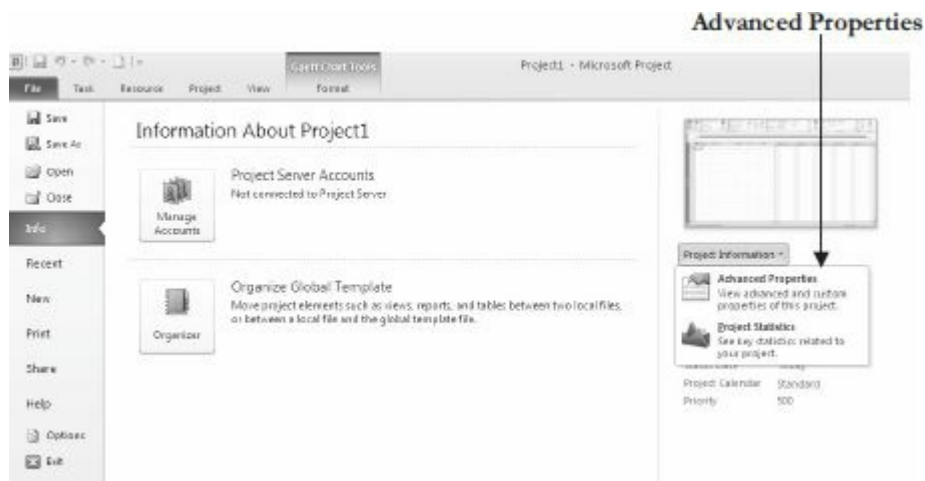 Advanced Properties
Gantt Chart Tools
Project1 - Microsoft Project
File Task Resource Project View Format
Save
Save As
Open
Close
Info
Recent
New
Print
Share
Help
Options
Exit
Information About Project1
Manage Accounts
Project Server Accounts
Not connected to Project Server
Organizer
Organize Global Template
Move project elements such as views, reports, and tables between two local files,
or between a local file and the global template file.
Project Information
Advanced Properties
View advanced and custom
properties of this project.
Project Statistics
See key statistics related to
your project.
Project Calendar Standard
Priority 500